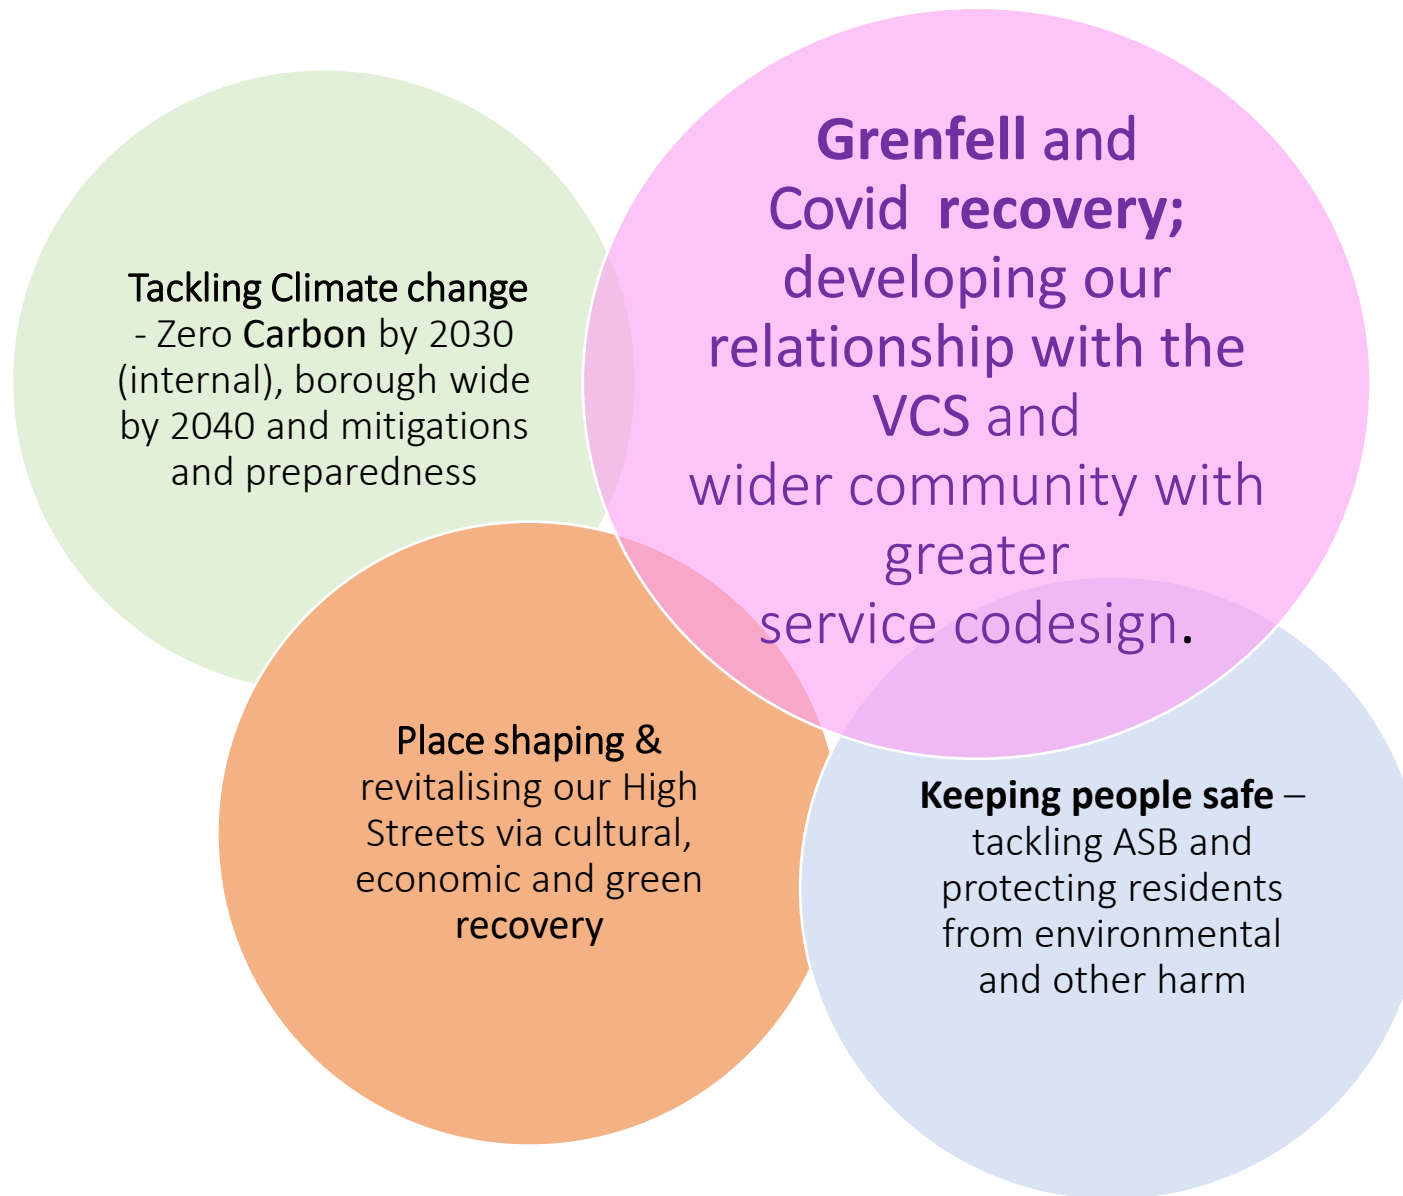 Tackling Climate change
- Zero Carbon by 2030
(internal), borough wide
by 2040 and mitigations
and preparedness
Grenfell and
Covid recovery;
developing our
relationship with the
VCS and
wider community with
greater
service codesign.
Place shaping &
revitalising our High
Streets via cultural,
economic and green
recovery
Keeping people safe –
tackling ASB and
protecting residents
from environmental
and other harm